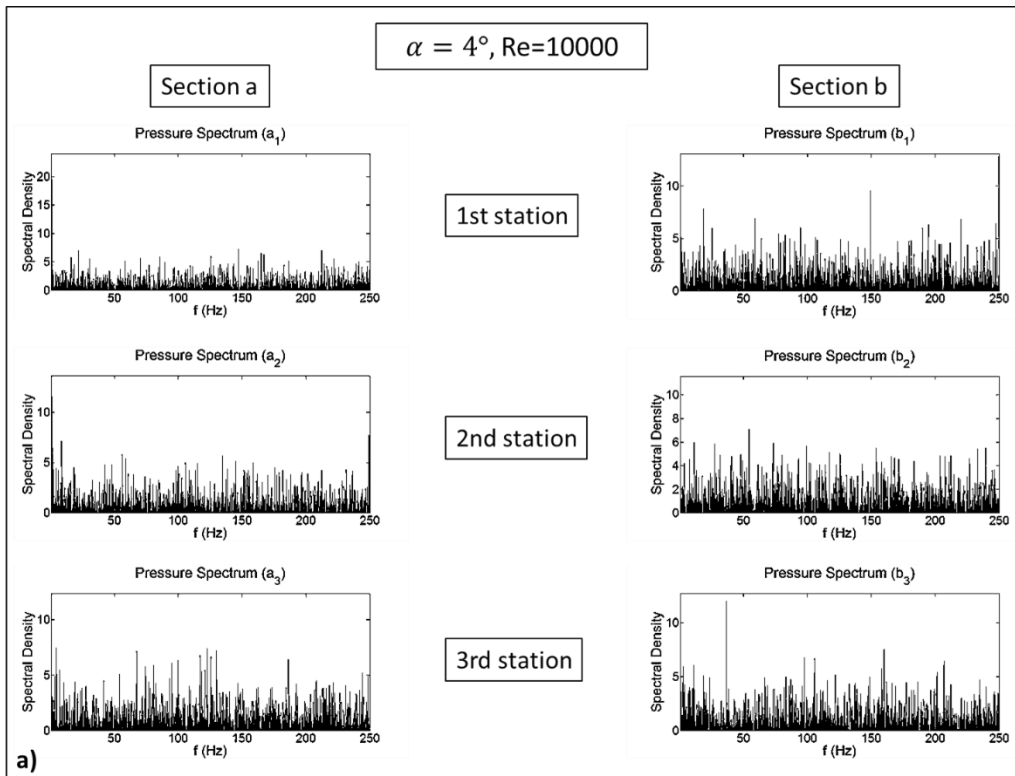 α = 4°, Re=10000
Section a
Section b
Pressure Spectrum (a1)
Spectral Density
20
15
10
5
0
50 100 150 200 250
f (Hz)
1st station
Pressure Spectrum (b1)
Spectral Density
10
5
0
50 100 150 200 250
f (Hz)
Pressure Spectrum (a2)
Spectral Density
10
5
0
50 100 150 200 250
f (Hz)
2nd station
Pressure Spectrum (b2)
Spectral Density
10
8
6
4
2
0
50 100 150 200 250
f (Hz)
Pressure Spectrum (a3)
Spectral Density
10
5
0
50 100 150 200 250
f (Hz)
3rd station
Pressure Spectrum (b3)
Spectral Density
10
5
0
50 100 150 200 250
f (Hz)
a)